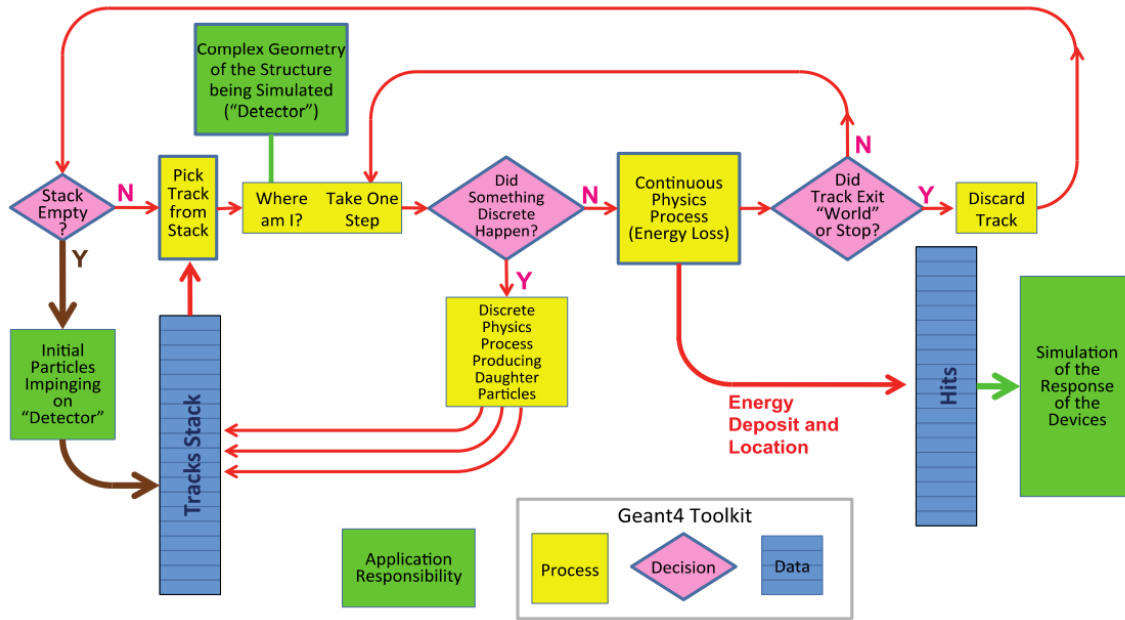 Complex Geometry
of the Structure
being Simulated
(“Detector”)
Stack
Empty
?
N
Y
Pick
Track
from
Stack
Where
am I?
Take One
Step
Did
Something
Discrete
Happen?
N
Y
Continuous
Physics
Process
(Energy Loss)
Did
Track Exit
“World”
or Stop?
N
Y
Discard
Track
Initial
Particles
Impinging
on
“Detector”
Tracks Stack
Discrete
Physics
Process
Producing
Daughter
Particles
Energy
Deposit and
Location
Hits
Simulation
of the
Response
of the
Devices
Application
Responsibility
Geant4 Toolkit
Process
Decision
Data